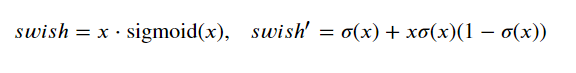 swish = x · sigmoid(x), swish′ = σ(x) + xσ(x)(1 − σ(x))